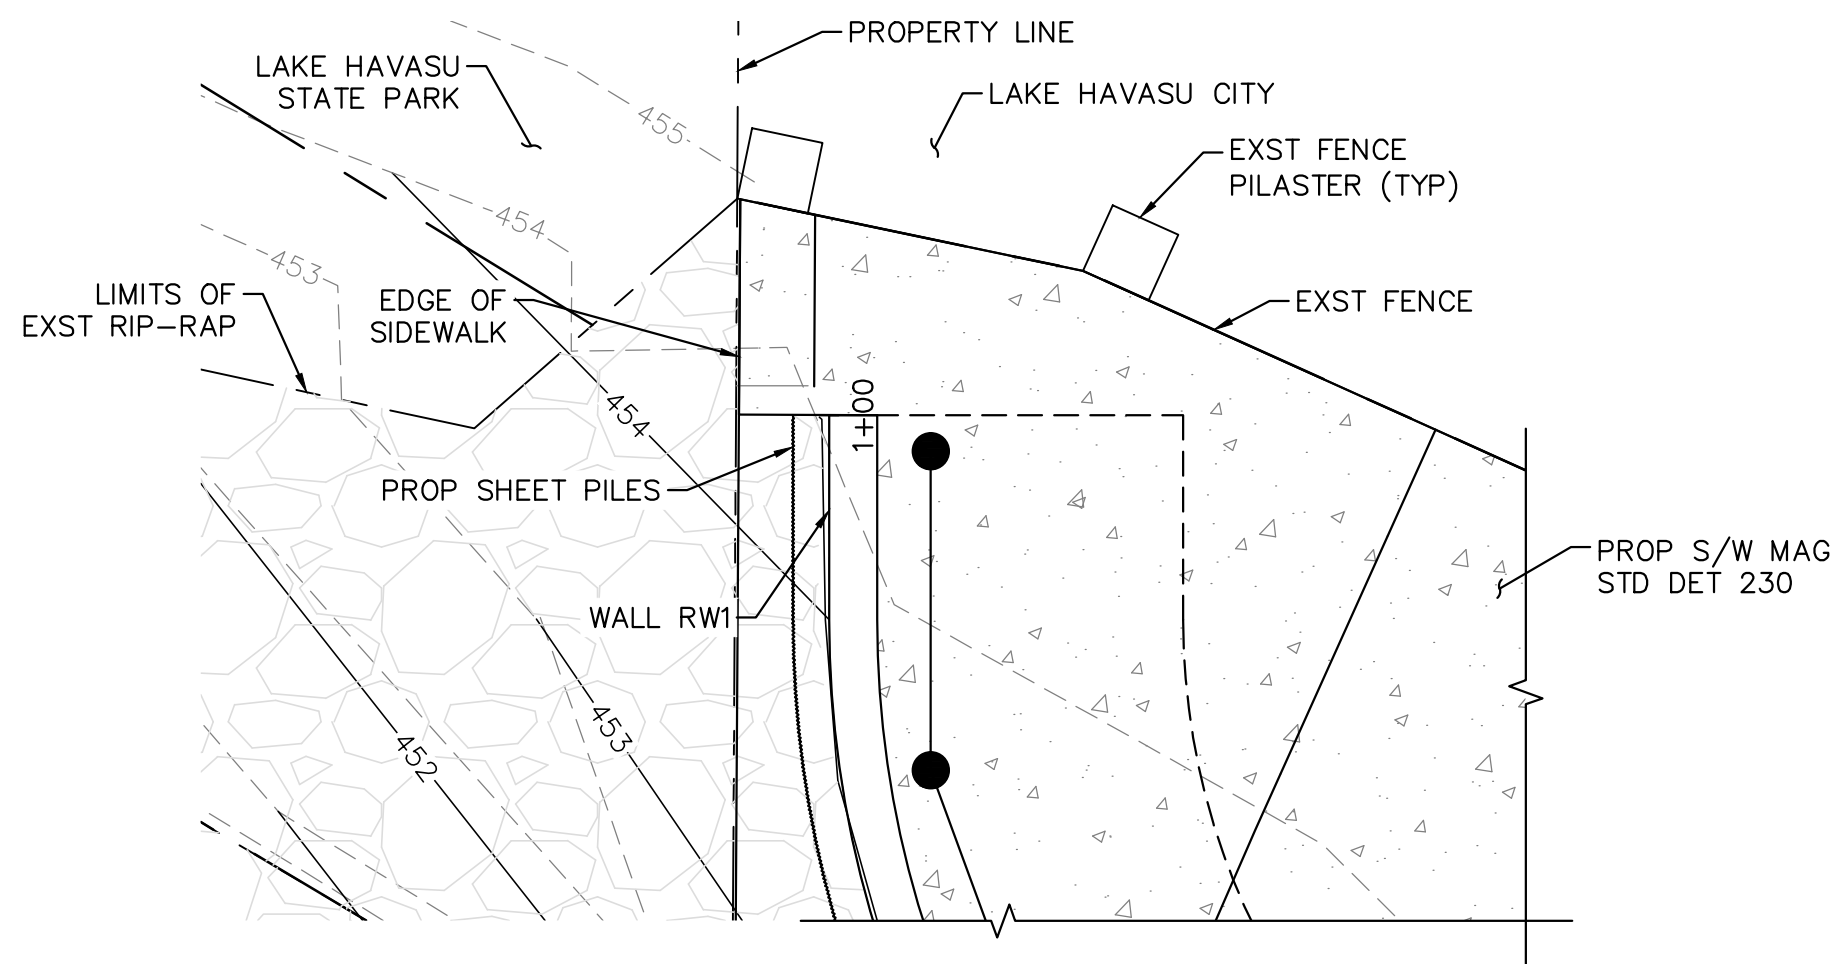 PROPERTY LINE
LAKE HAVASU
STATE PARK
LAKE HAVASU CITY
455
EXST FENCE
PILASTER (TYP)
454
453
LIMITS OF
EXST RIP-RAP
EDGE OF
SIDEWALK
EXST FENCE
454
1+00
PROP SHEET PILES
PROP S/W MAG
STD DET 230
WALL RW1
453
452